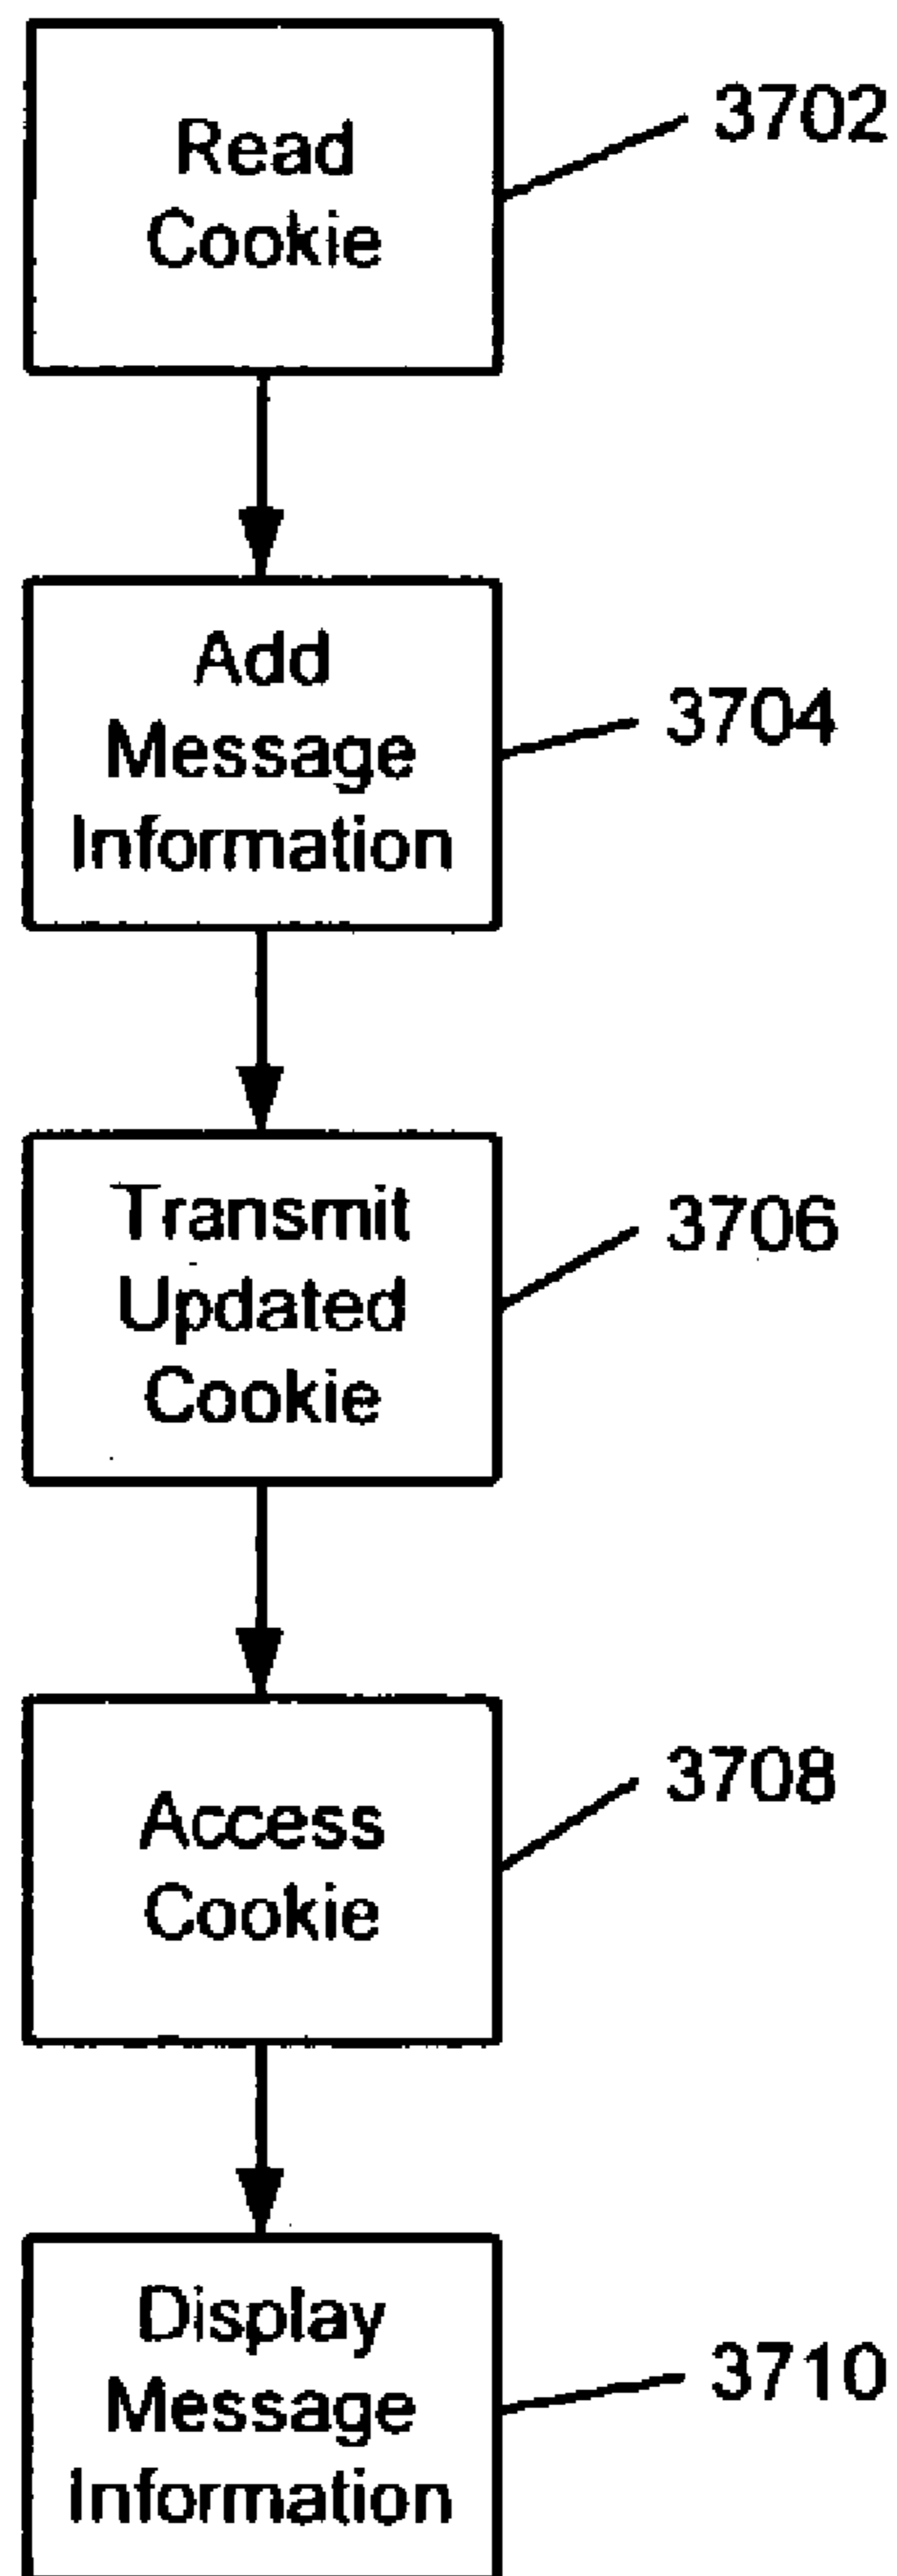 Read
Cookie
3702
Add
Message
Information
3704
Transmit
Updated
Cookie
3706
Access
Cookie
3708
Display
Message
Information
3710